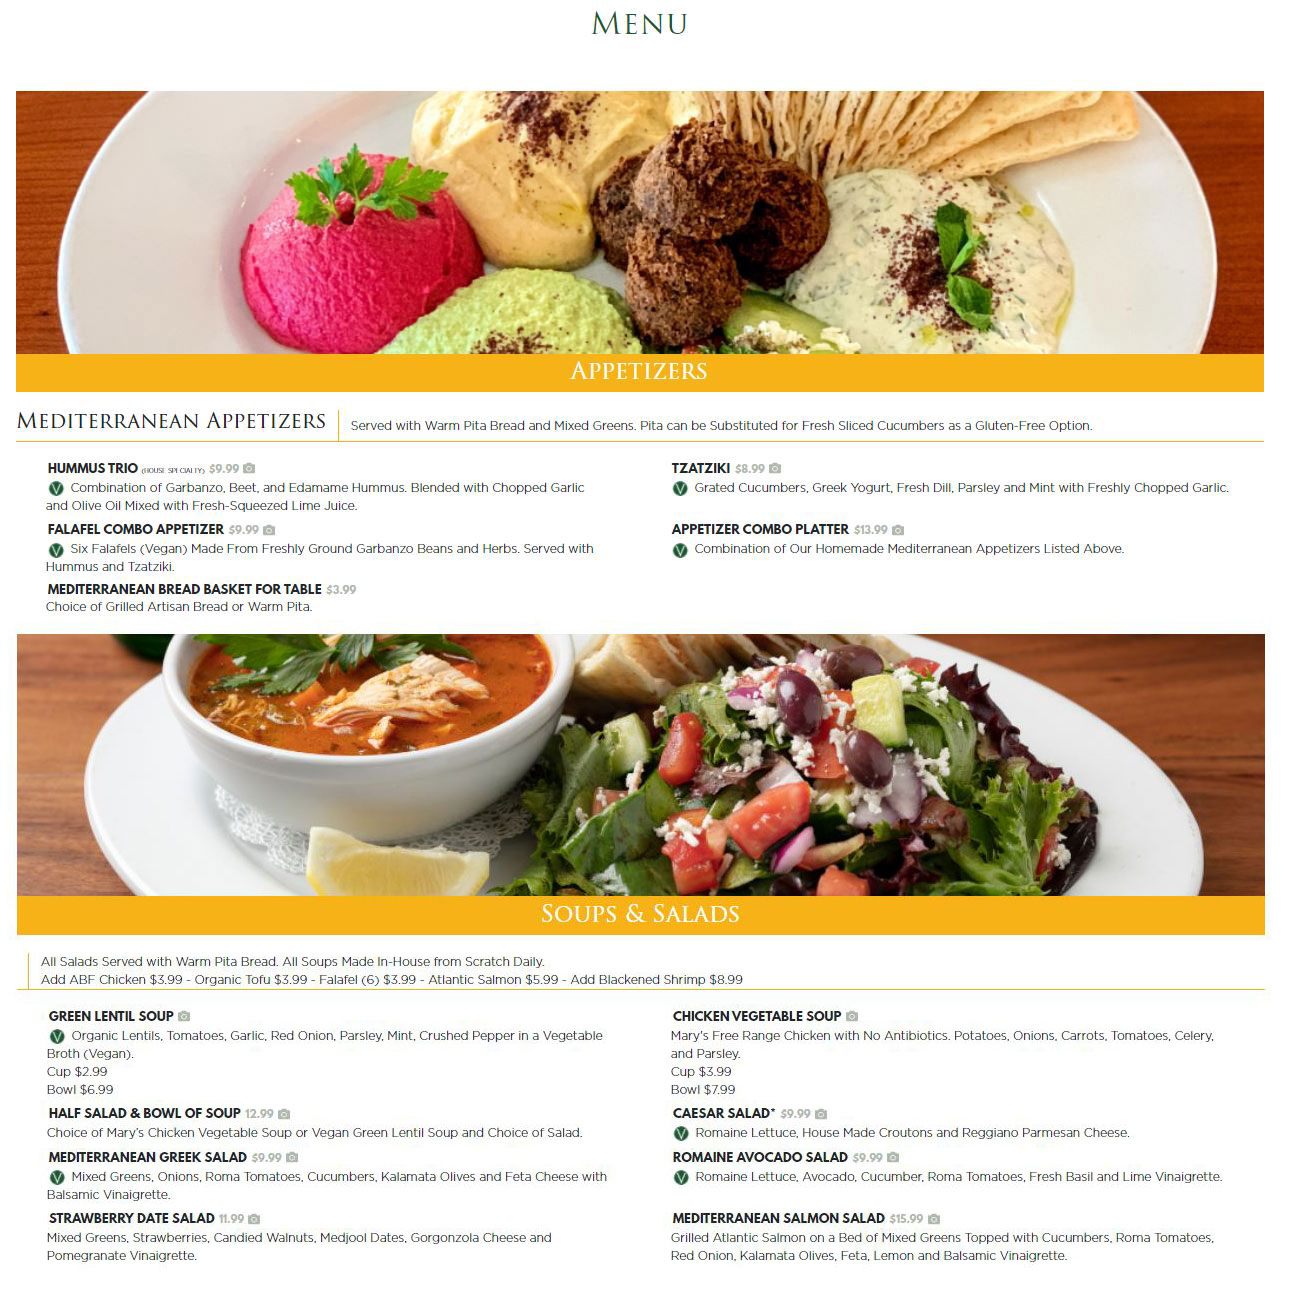 MENU
APPETIZERS
MEDITERRANEAN APPETIZERS
Served with Warm Pita Bread and Mixed Greens. Pita can be Substituted for Fresh Sliced Cucumbers as a Gluten-Free Option.
HUMMUS TRIO (HOUSE SPECIALTY) $9.99
V Combination of Garbanzo, Beet, and Edamame Hummus. Blended with Chopped Garlic
and Olive Oil Mixed with Fresh-Squeezed Lime Juice.
TZATZIKI $8.99
V Grated Cucumbers, Greek Yogurt, Fresh Dill, Parsley and Mint with Freshly Chopped Garlic.
FALAFEL COMBO APPETIZER $9.99
V Six Falafels (Vegan) Made From Freshly Ground Garbanzo Beans and Herbs. Served with
Hummus and Tzatziki.
APPETIZER COMBO PLATTER $13.99
V Combination of Our Homemade Mediterranean Appetizers Listed Above.
MEDITERRANEAN BREAD BASKET FOR TABLE $3.99
Choice of Grilled Artisan Bread or Warm Pita.
SOUPS & SALADS
All Salads Served with Warm Pita Bread. All Soups Made In-House from Scratch Daily.
Add ABF Chicken $3.99 - Organic Tofu $3.99 - Falafel (6) $3.99 - Atlantic Salmon $5.99 - Add Blackened Shrimp $8.99
GREEN LENTIL SOUP
V Organic Lentils, Tomatoes, Garlic, Red Onion, Parsley, Mint, Crushed Pepper in a Vegetable
Broth (Vegan).
Cup $2.99
Bowl $6.99
CHICKEN VEGETABLE SOUP
Mary's Free Range Chicken with No Antibiotics. Potatoes, Onions, Carrots, Tomatoes, Celery,
and Parsley.
Cup $3.99
Bowl $7.99
HALF SALAD & BOWL OF SOUP 12.99
Choice of Mary's Chicken Vegetable Soup or Vegan Green Lentil Soup and Choice of Salad.
CAESAR SALAD* $9.99
V Romaine Lettuce, House Made Croutons and Reggiano Parmesan Cheese.
MEDITERRANEAN GREEK SALAD $9.99
V Mixed Greens, Onions, Roma Tomatoes, Cucumbers, Kalamata Olives and Feta Cheese with
Balsamic Vinaigrette.
ROMAINE AVOCADO SALAD $9.99
V Romaine Lettuce, Avocado, Cucumber, Roma Tomatoes, Fresh Basil and Lime Vinaigrette.
STRAWBERRY DATE SALAD 11.99
Mixed Greens, Strawberries, Candied Walnuts, Medjool Dates, Gorgonzola Cheese and
Pomegranate Vinaigrette.
MEDITERRANEAN SALMON SALAD $15.99
Grilled Atlantic Salmon on a Bed of Mixed Greens Topped with Cucumbers, Roma Tomatoes,
Red Onion, Kalamata Olives, Feta, Lemon and Balsamic Vinaigrette.